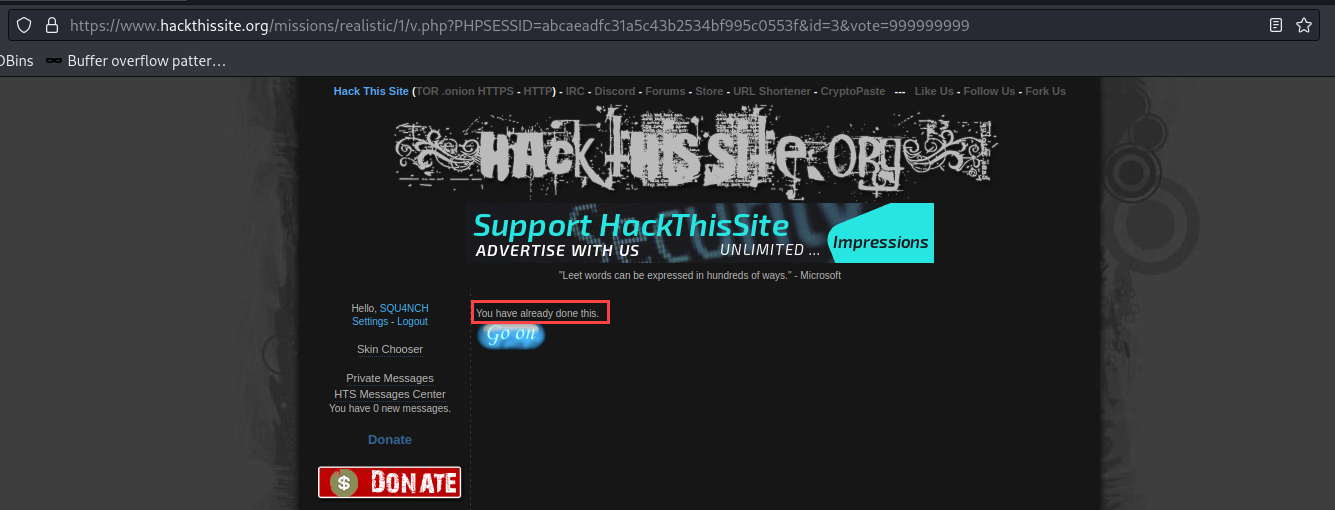 https://www.hackthissite.org/missions/realistic/1/v.php?PHPSESSID=abcaeadfc31a5c43b2534bf995c0553f&id=3&vote=999999999
OBins Buffer overflow patter…
Hack This Site (TOR .onion HTTPS - HTTP) - IRC - Discord - Forums - Store - URL Shortener - CryptoPaste --- Like Us - Follow Us - Fork Us
HAck tHis sitE.ORg
Support HackThisSite
ADVERTISE WITH US UNLIMITED ... Impressions
"Leet words can be expressed in hundreds of ways." - Microsoft
Hello, SQU4NCH
Settings - Logout
Skin Chooser
Private Messages
HTS Messages Center
You have 0 new messages.
Donate
$ DONATE
You have already done this.
Go on